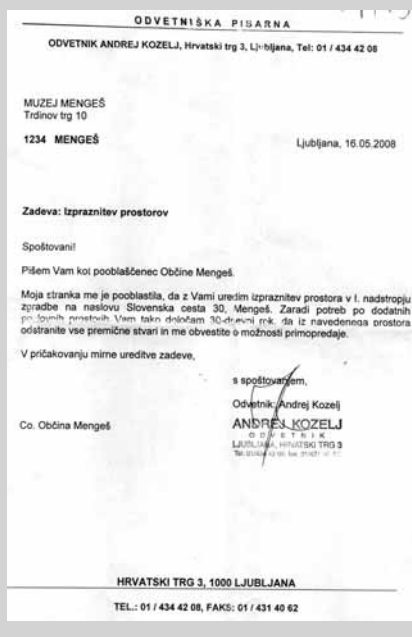 ODVETNIŠKA PISARNA
ODVETNIK ANDREJ KOZELJ, Hrvatski trg 3, Ljubljana, Tel: 01 / 434 42 08
MUZEJ MENGEŠ
Trdinov trg 10
1234 MENGEŠ
Ljubljana, 16.05.2008
Zadeva: Izpraznitev prostorov
Spoštovani!
Pišem Vam kot pooblaščenec Občine Mengeš.
Moja stranka me je pooblastila, da z Vami uredim izpraznitev prostora v I. nadstropju
zgradbe na naslovu Slovenska cesta 30, Mengeš. Zaradi potreb po dodatnih
prostorih Vam tako določam 30-dnevni rok, da iz navedenega prostora
odstranite vse premične stvari in me obvestite o možnosti primopredaje.
V pričakovanju mirne ureditve zadeve,
s spoštovanjem,
Odvetnik: Andrej Kozelj
Co. Občina Mengeš
ANDREJ KOZELJ
ODVETNIK
LJUBLJANA, HRVATSKI TRG 3
HRVATSKI TRG 3, 1000 LJUBLJANA
TEL.: 01 / 434 42 08, FAKS: 01 / 431 40 62